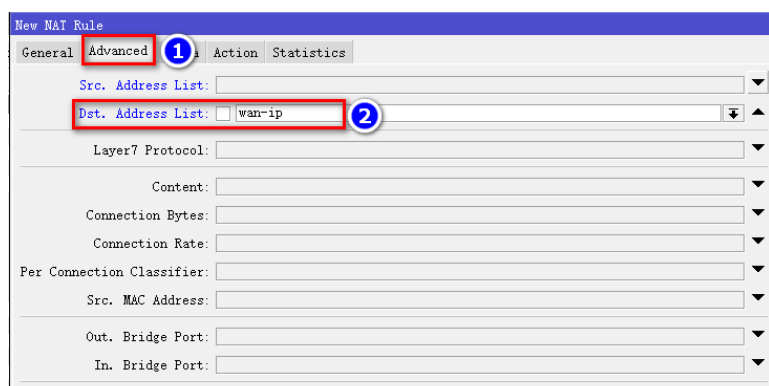 New NAT Rule
General Advanced 1 Action Statistics
Src. Address List:
Dst. Address List: wan-ip 2
Layer7 Protocol:
Content:
Connection Bytes:
Connection Rate:
Per Connection Classifier:
Src. MAC Address:
Out. Bridge Port:
In. Bridge Port: